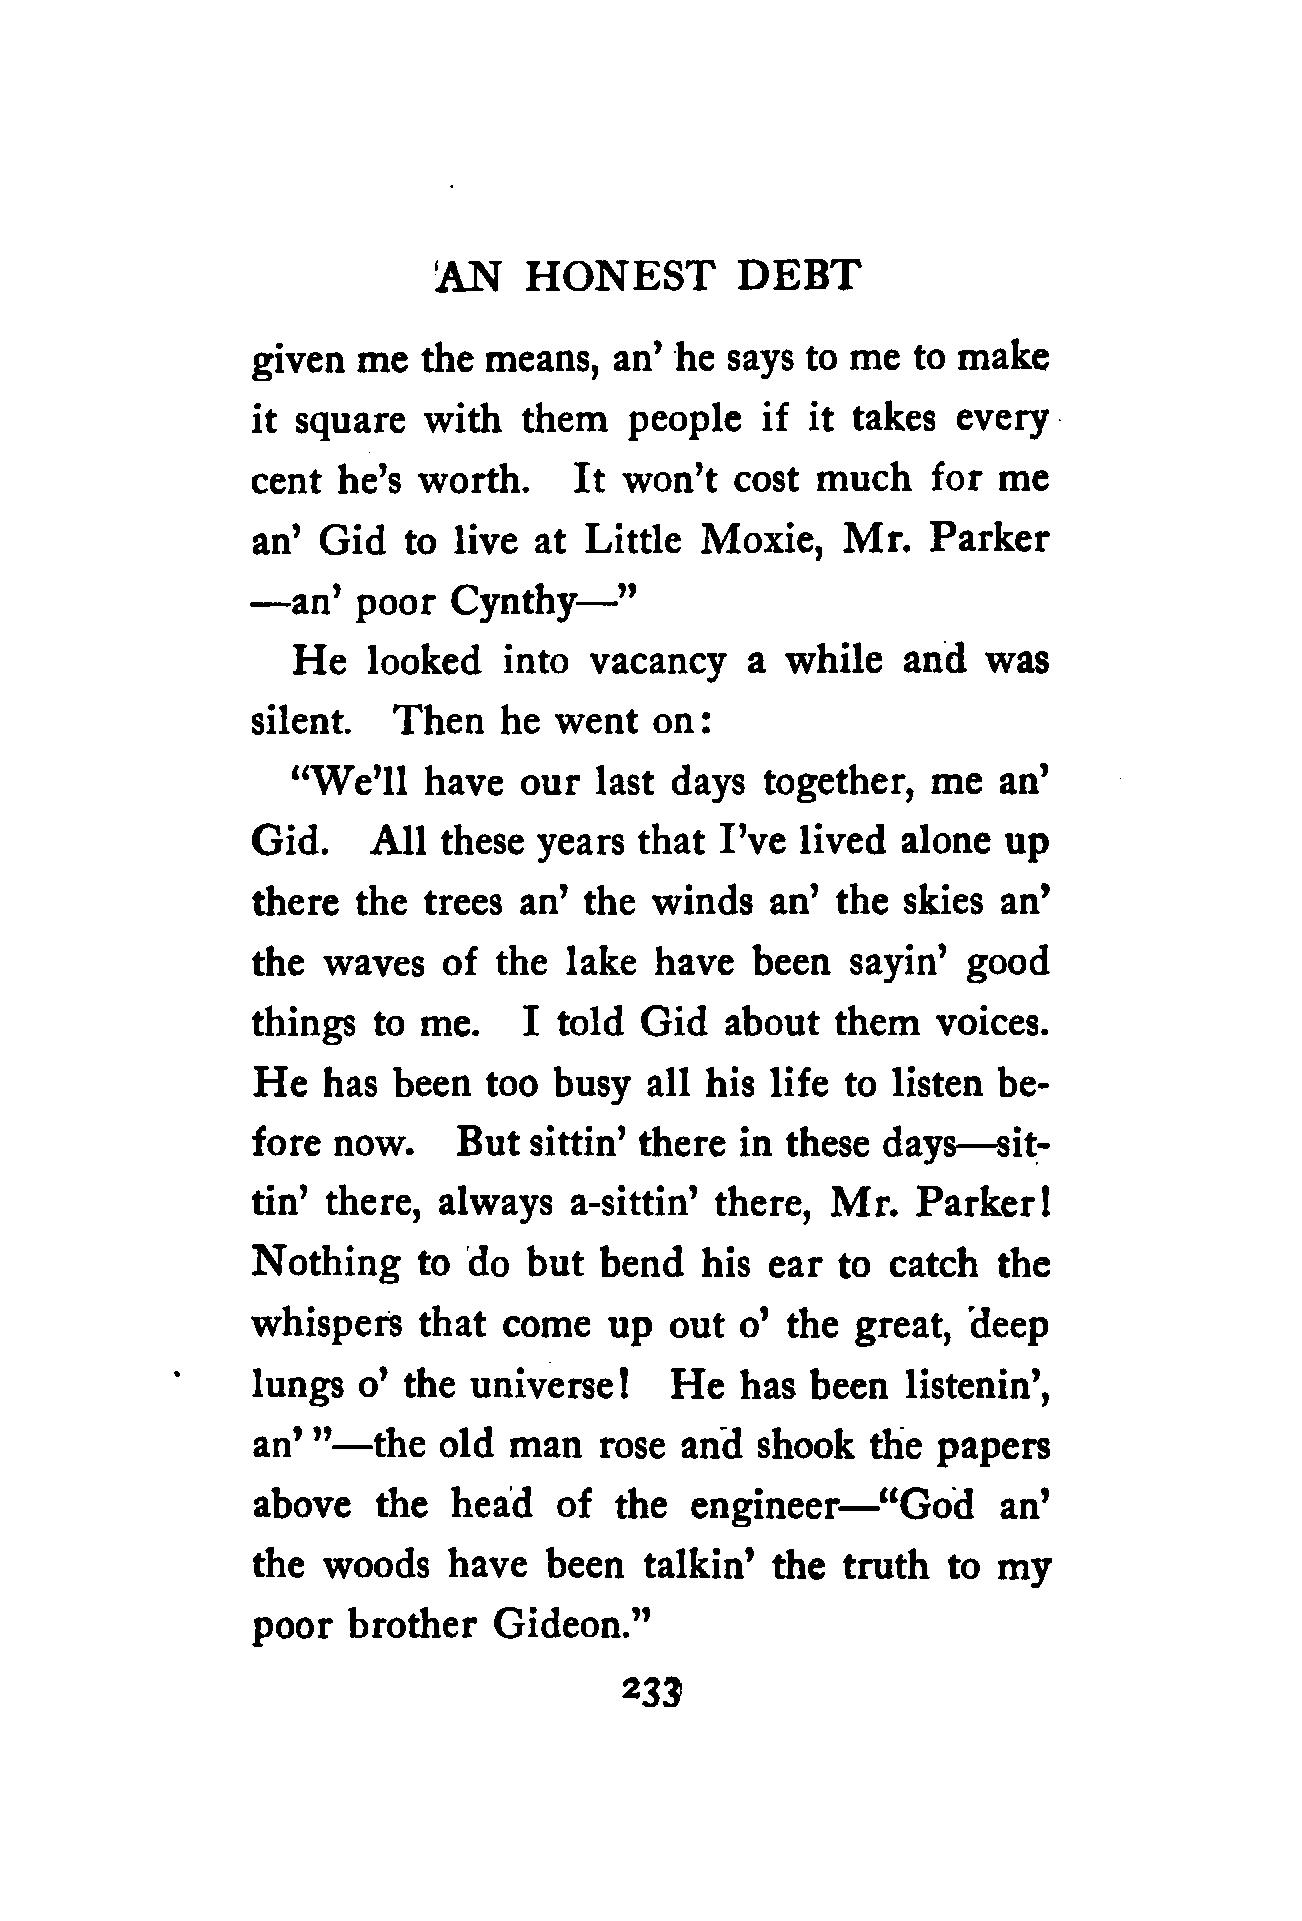 AN HONEST DEBT
given me the means, an’ he says to me to make
it square with them people if it takes every
cent he’s worth. It won’t cost much for me
an’ Gid to live at Little Moxie, Mr. Parker
—an’ poor Cynthy—”
He looked into vacancy a while and was
silent. Then he went on:
“We’ll have our last days together, me an’
Gid. All these years that I’ve lived alone up
there the trees an’ the winds an’ the skies an’
the waves of the lake have been sayin’ good
things to me. I told Gid about them voices.
He has been too busy all his life to listen be-
fore now. But sittin’ there in these days—sit-
tin’ there, always a-sittin’ there, Mr. Parker!
Nothing to do but bend his ear to catch the
whispers that come up out o’ the great, deep
lungs o’ the universe! He has been listenin’,
an’ ”—the old man rose and shook the papers
above the head of the engineer—“God an’
the woods have been talkin’ the truth to my
poor brother Gideon.”
233